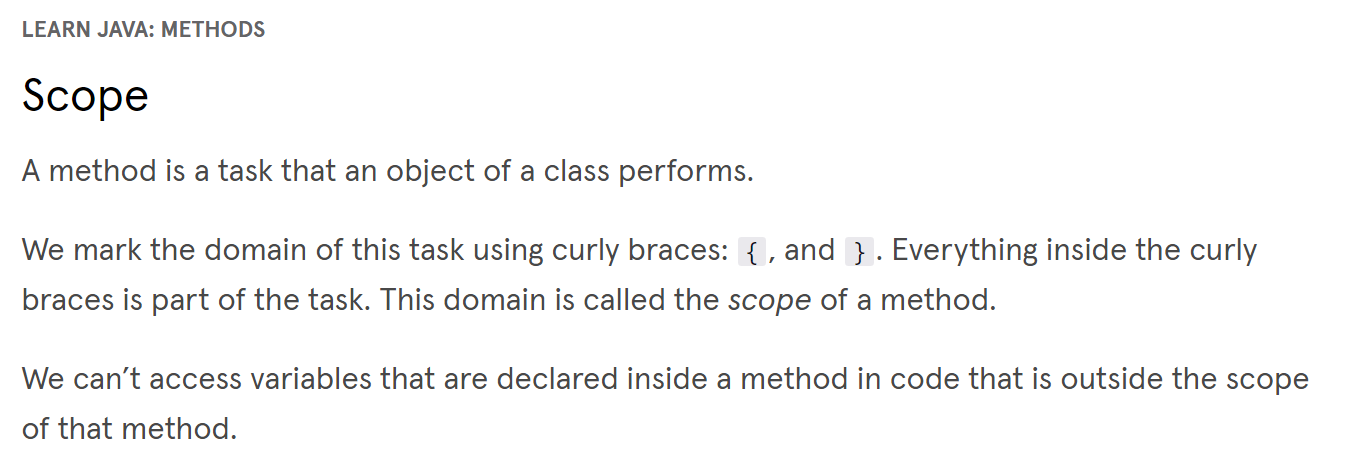 LEARN JAVA: METHODS
Scope
A method is a task that an object of a class performs.
We mark the domain of this task using curly braces: {, and }. Everything inside the curly
braces is part of the task. This domain is called the scope of a method.
We can’t access variables that are declared inside a method in code that is outside the scope
of that method.